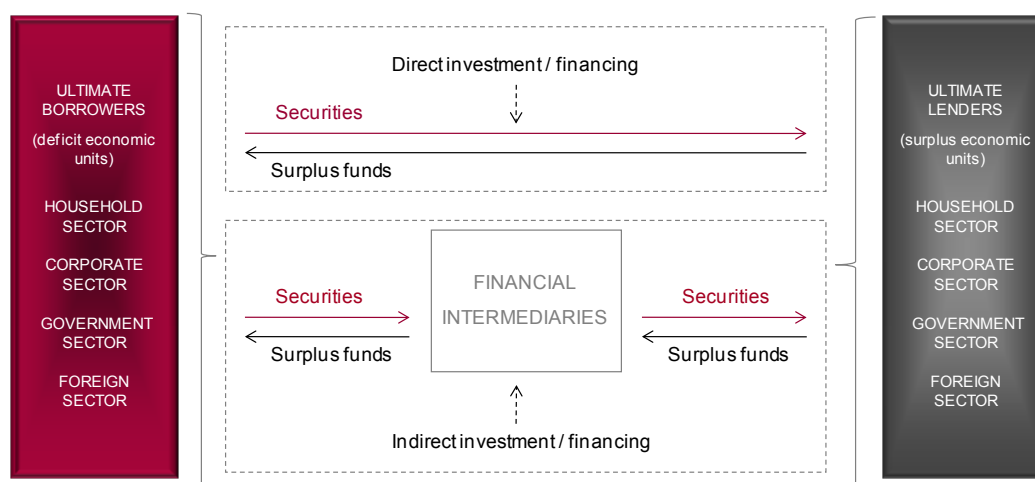 ULTIMATE
BORROWERS
(deficit economic
units)
HOUSEHOLD
SECTOR
CORPORATE
SECTOR
GOVERNMENT
SECTOR
FOREIGN
SECTOR
Direct investment / financing
Securities
Surplus funds
FINANCIAL
INTERMEDIARIES
Securities
Surplus funds
Securities
Surplus funds
Indirect investment / financing
ULTIMATE
LENDERS
(surplus economic
units)
HOUSEHOLD
SECTOR
CORPORATE
SECTOR
GOVERNMENT
SECTOR
FOREIGN
SECTOR